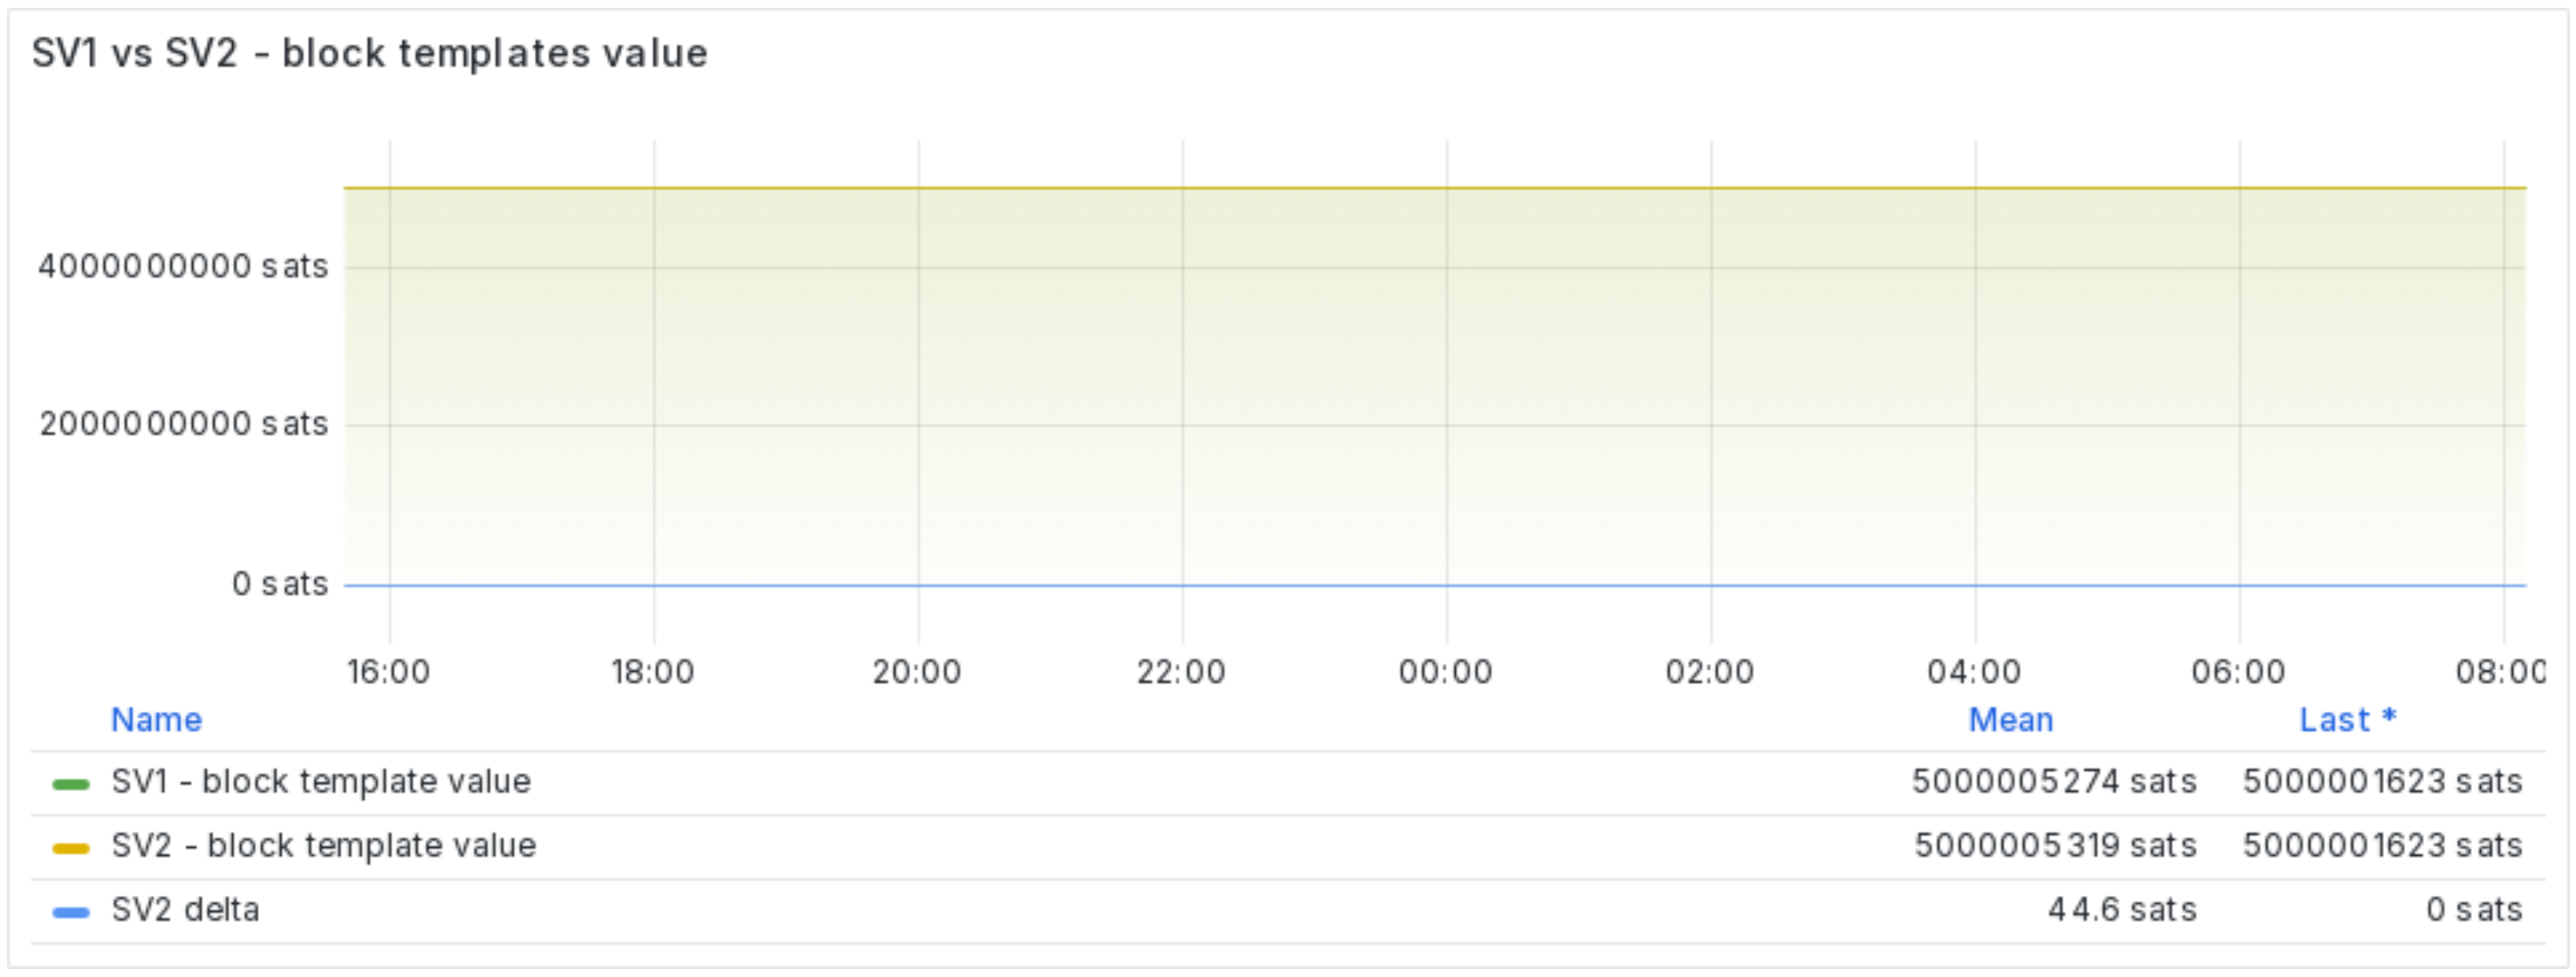 SV1 vs SV2 - block templates value
4000000000 sats
2000000000 sats
0 sats
16:00 18:00 20:00 22:00 00:00 02:00 04:00 06:00 08:00
Name Mean Last *
SV1 - block template value 5000005274 sats 5000001623 sats
SV2 - block template value 5000005319 sats 5000001623 sats
SV2 delta 44.6 sats 0 sats